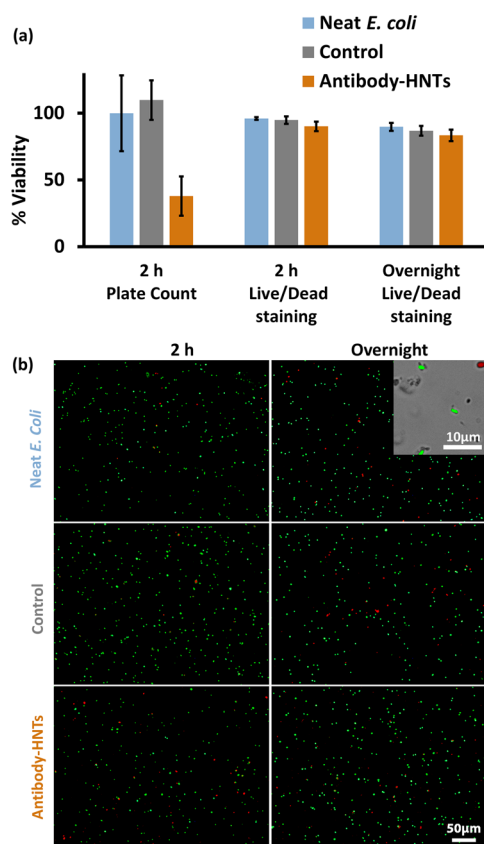 (a)
Neat E. coli
Control
Antibody-HNTs
% Viability
100
50
0
2 h
Plate Count
2 h
Live/Dead
staining
Overnight
Live/Dead
staining
2 h
Overnight
(b)
Neat E. Coli
10μm
Control
Antibody-HNTs
50μm